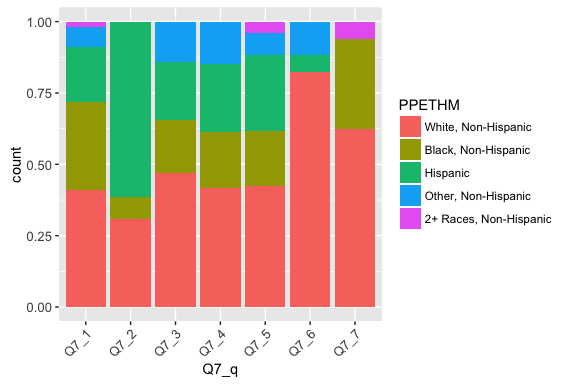 1.00
0.75
0.50
0.25
0.00
count
Q7_1
Q7_2
Q7_3
Q7_4
Q7_5
Q7_6
Q7_7
Q7_q
PPETHM
White, Non-Hispanic
Black, Non-Hispanic
Hispanic
Other, Non-Hispanic
2+ Races, Non-Hispanic